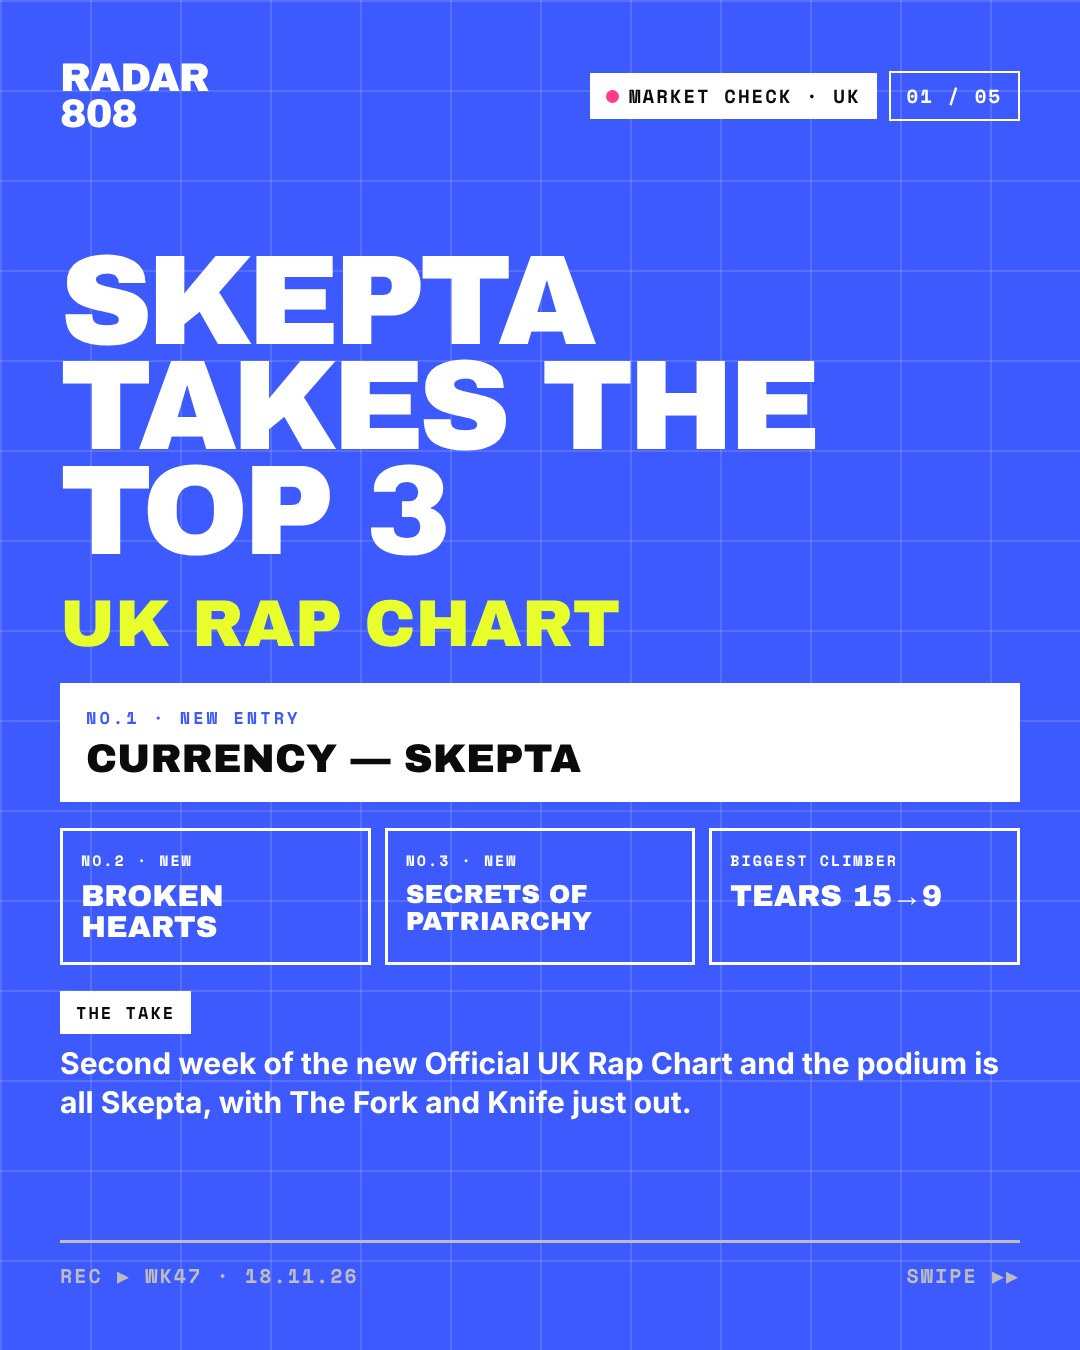 RADAR
808
MARKET CHECK · UK
01 / 05
SKEPTA
TAKES THE
TOP 3
UK RAP CHART
NO.1 · NEW ENTRY
CURRENCY — SKEPTA
NO.2 · NEW
BROKEN
HEARTS
NO.3 · NEW
SECRETS OF
PATRIARCHY
BIGGEST CLIMBER
TEARS 15→9
THE TAKE
Second week of the new Official UK Rap Chart and the podium is
all Skepta, with The Fork and Knife just out.
REC ▶ WK47 · 18.11.26
SWIPE ▶▶